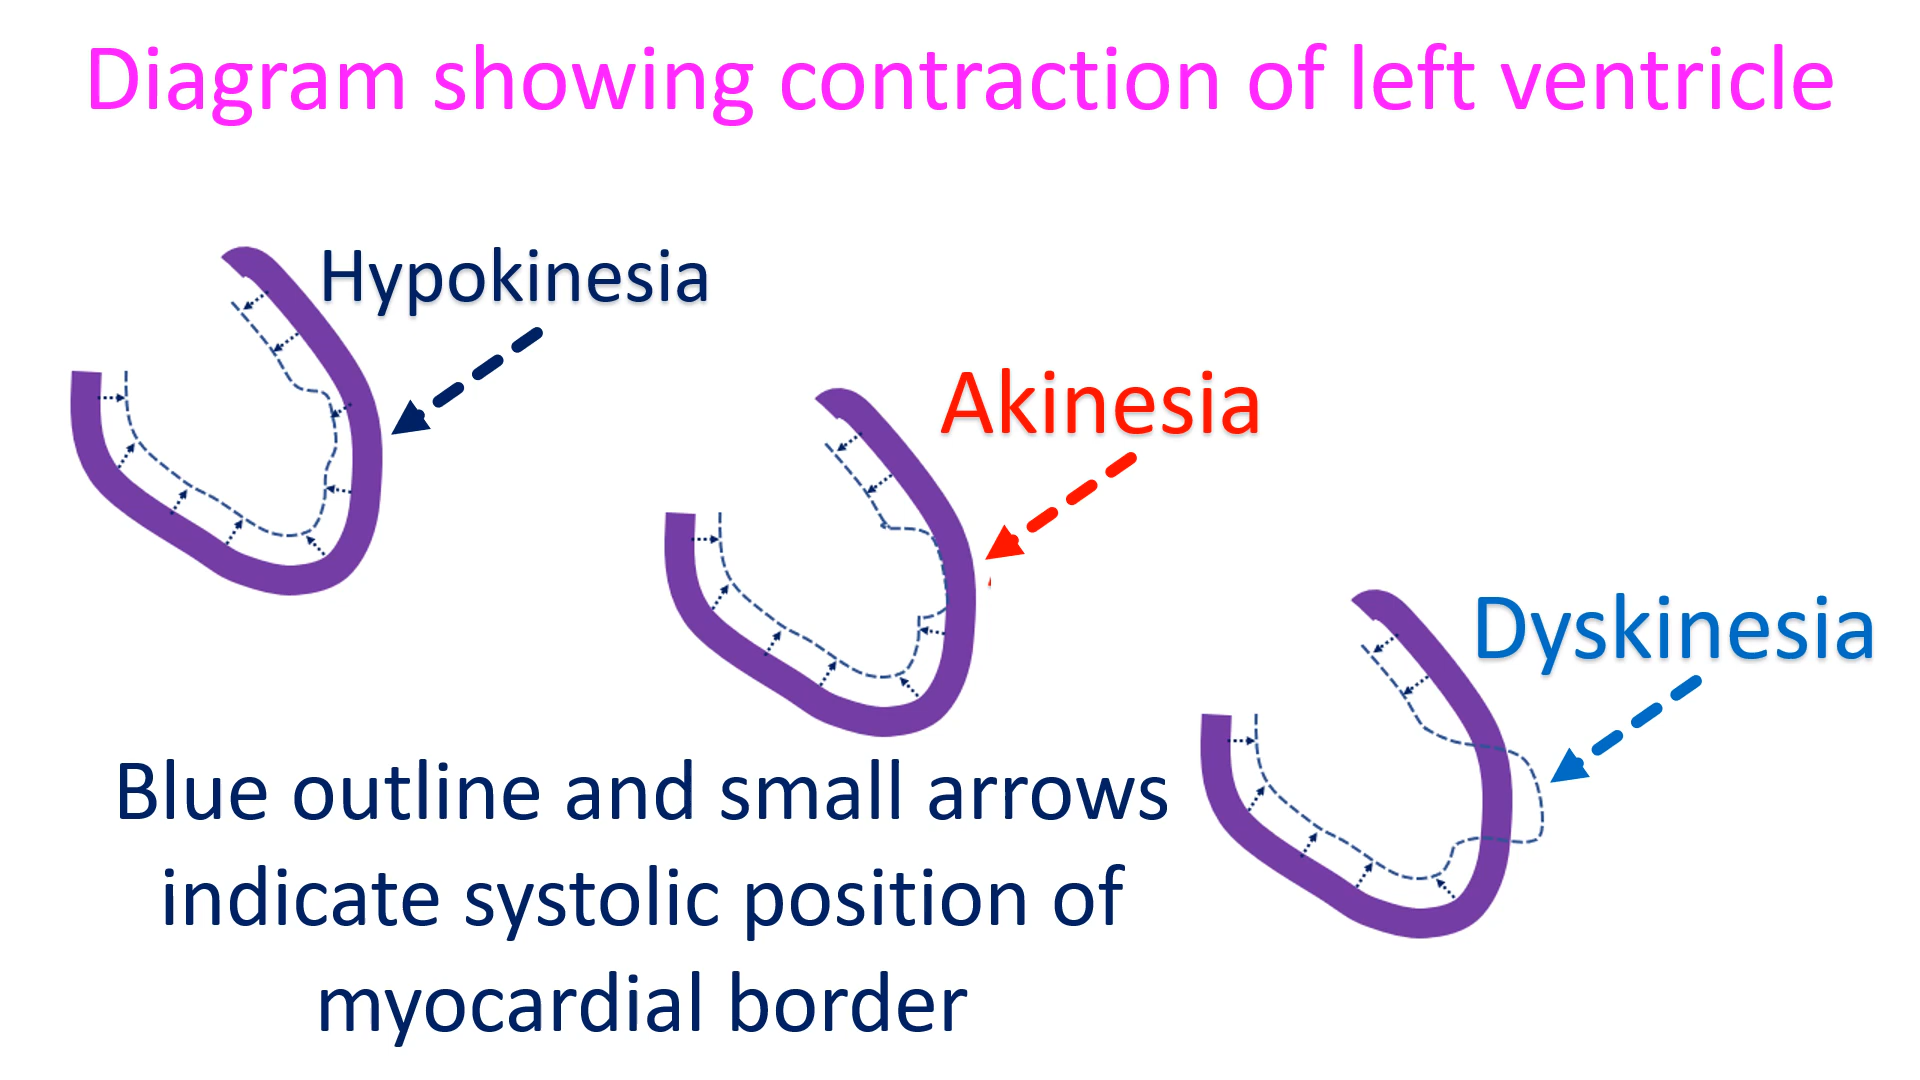 Diagram showing contraction of left ventricle
Hypokinesia
Akinesia
Dyskinesia
Blue outline and small arrows
indicate systolic position of
myocardial border